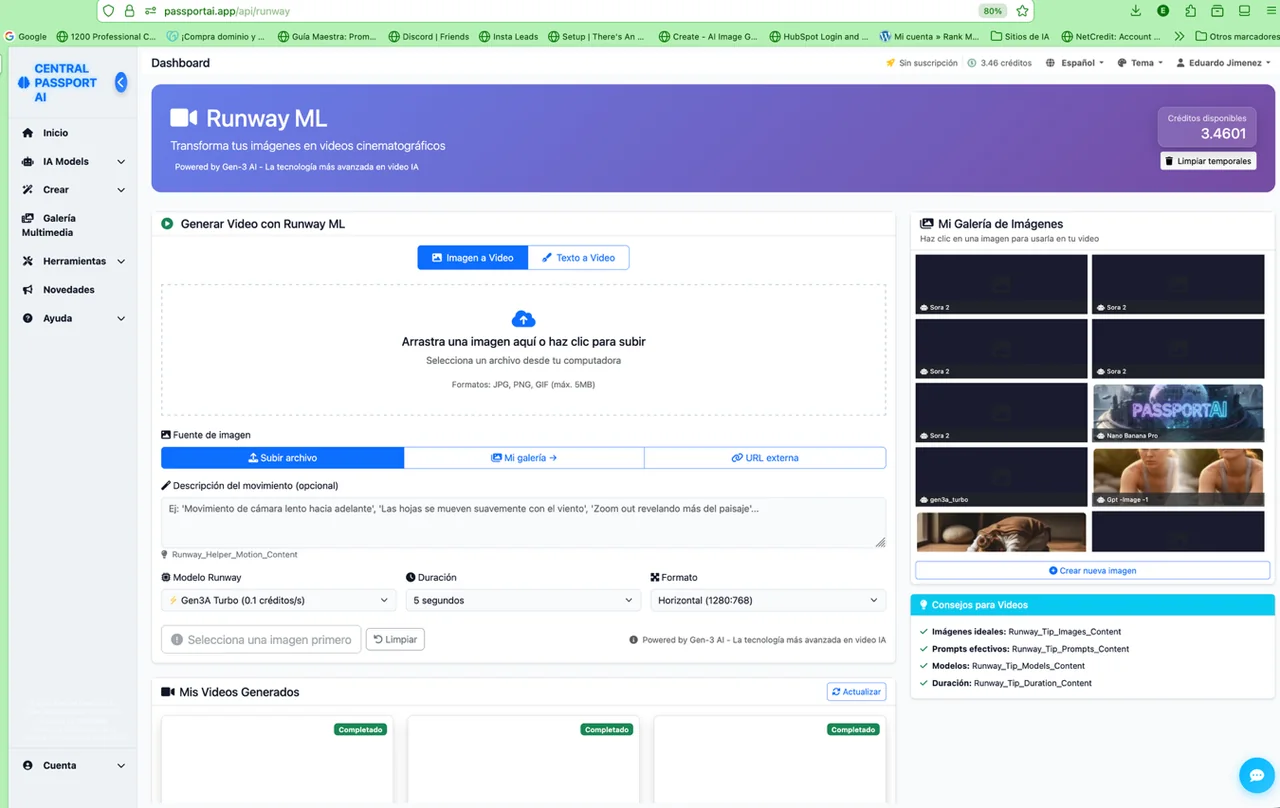 passportai.app/api/runway
80%
Google
1200 Professional C...
¡Compra dominio y ...
Guía Maestra: Prom...
Discord | Friends
Insta Leads
Setup | There's An ...
Create - AI Image G...
HubSpot Login and ...
Mi cuenta » Rank M...
Sitios de IA
NetCredit: Account ...
Otros marcadores
CENTRAL
PASSPORT
AI
Dashboard
Sin suscripción
3.46 créditos
Español
Tema
Eduardo Jimenez
Inicio
IA Models
Crear
Galería
Multimedia
Herramientas
Novedades
Ayuda
Cuenta
Runway ML
Transforma tus imágenes en videos cinematográficos
Powered by Gen-3 AI - La tecnología más avanzada en video IA
Créditos disponibles
3.4601
Limpiar temporales
Generar Video con Runway ML
Imagen a Video
Texto a Video
Arrastra una imagen aquí o haz clic para subir
Selecciona un archivo desde tu computadora
Formatos: JPG, PNG, GIF (máx. 5MB)
Fuente de imagen
Subir archivo
Mi galería →
URL externa
Descripción del movimiento (opcional)
Ej: 'Movimiento de cámara lento hacia adelante', 'Las hojas se mueven suavemente con el viento', 'Zoom out revelando más del paisaje'...
Runway_Helper_Motion_Content
Modelo Runway
Duración
Formato
Gen3A Turbo (0.1 créditos/s)
5 segundos
Horizontal (1280:768)
Selecciona una imagen primero
Limpiar
Powered by Gen-3 AI - La tecnología más avanzada en video IA
Mis Videos Generados
Actualizar
Completado
Completado
Completado
Mi Galería de Imágenes
Haz clic en una imagen para usarla en tu video
Sora 2
Sora 2
Sora 2
Sora 2
Sora 2
PASSPORTAI
Nano Banana Pro
gen3a_turbo
Gpt -image -1
Crear nueva imagen
Consejos para Videos
Imágenes ideales: Runway_Tip_Images_Content
Prompts efectivos: Runway_Tip_Prompts_Content
Modelos: Runway_Tip_Models_Content
Duración: Runway_Tip_Duration_Content